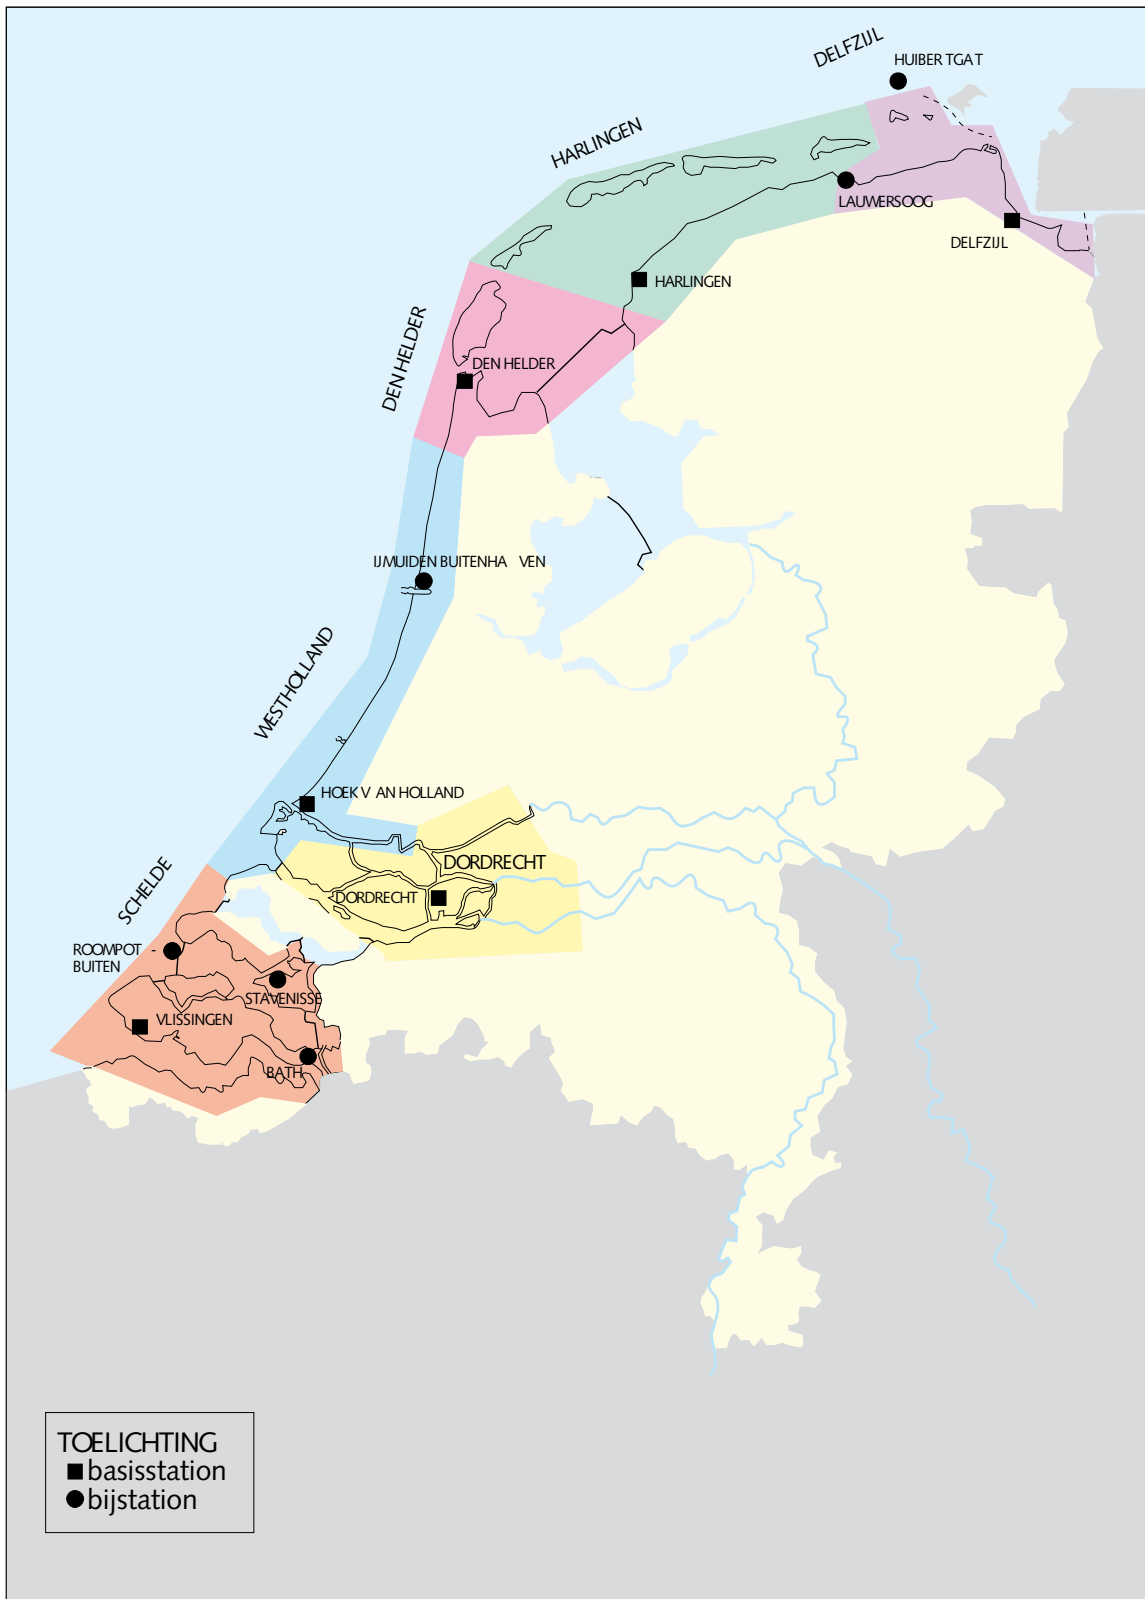 DELFZIJL
HUIBERTGAT
HARLINGEN
LAUWERSOOG
DELFZIJL
HARLINGEN
DEN HELDER
DEN HELDER
IJMUIDEN BUITENHAVEN
WESTHOLLAND
HOEK VAN HOLLAND
DORDRECHT
SCHELDE
DORDRECHT
ROOMPOT -
BUITEN
STAVENISSE
VLISSINGEN
BATH
TOELICHTING
basisstation
bijstation